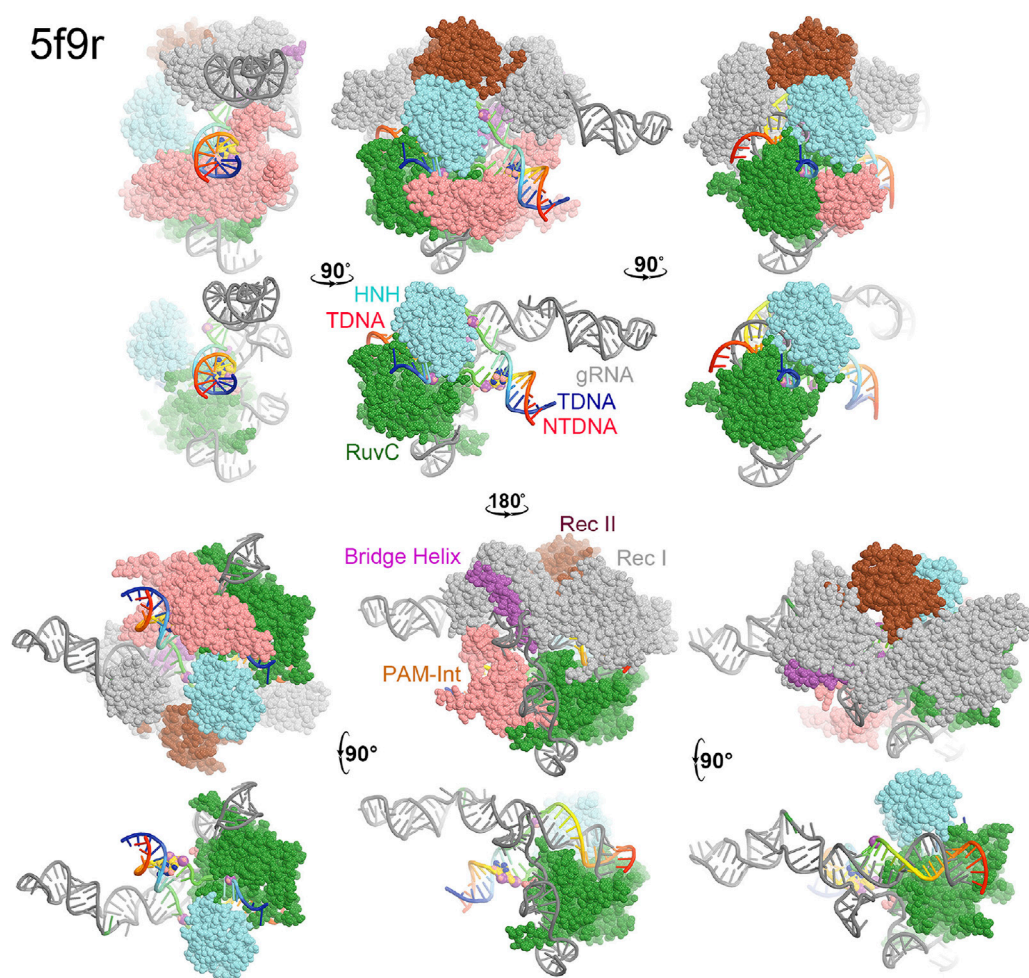 5f9r
90°
90°
HNH
TDNA
gRNA
TDNA
NTDNA
RuvC
180°
Rec II
Bridge Helix
Rec I
PAM-Int
90°
90°